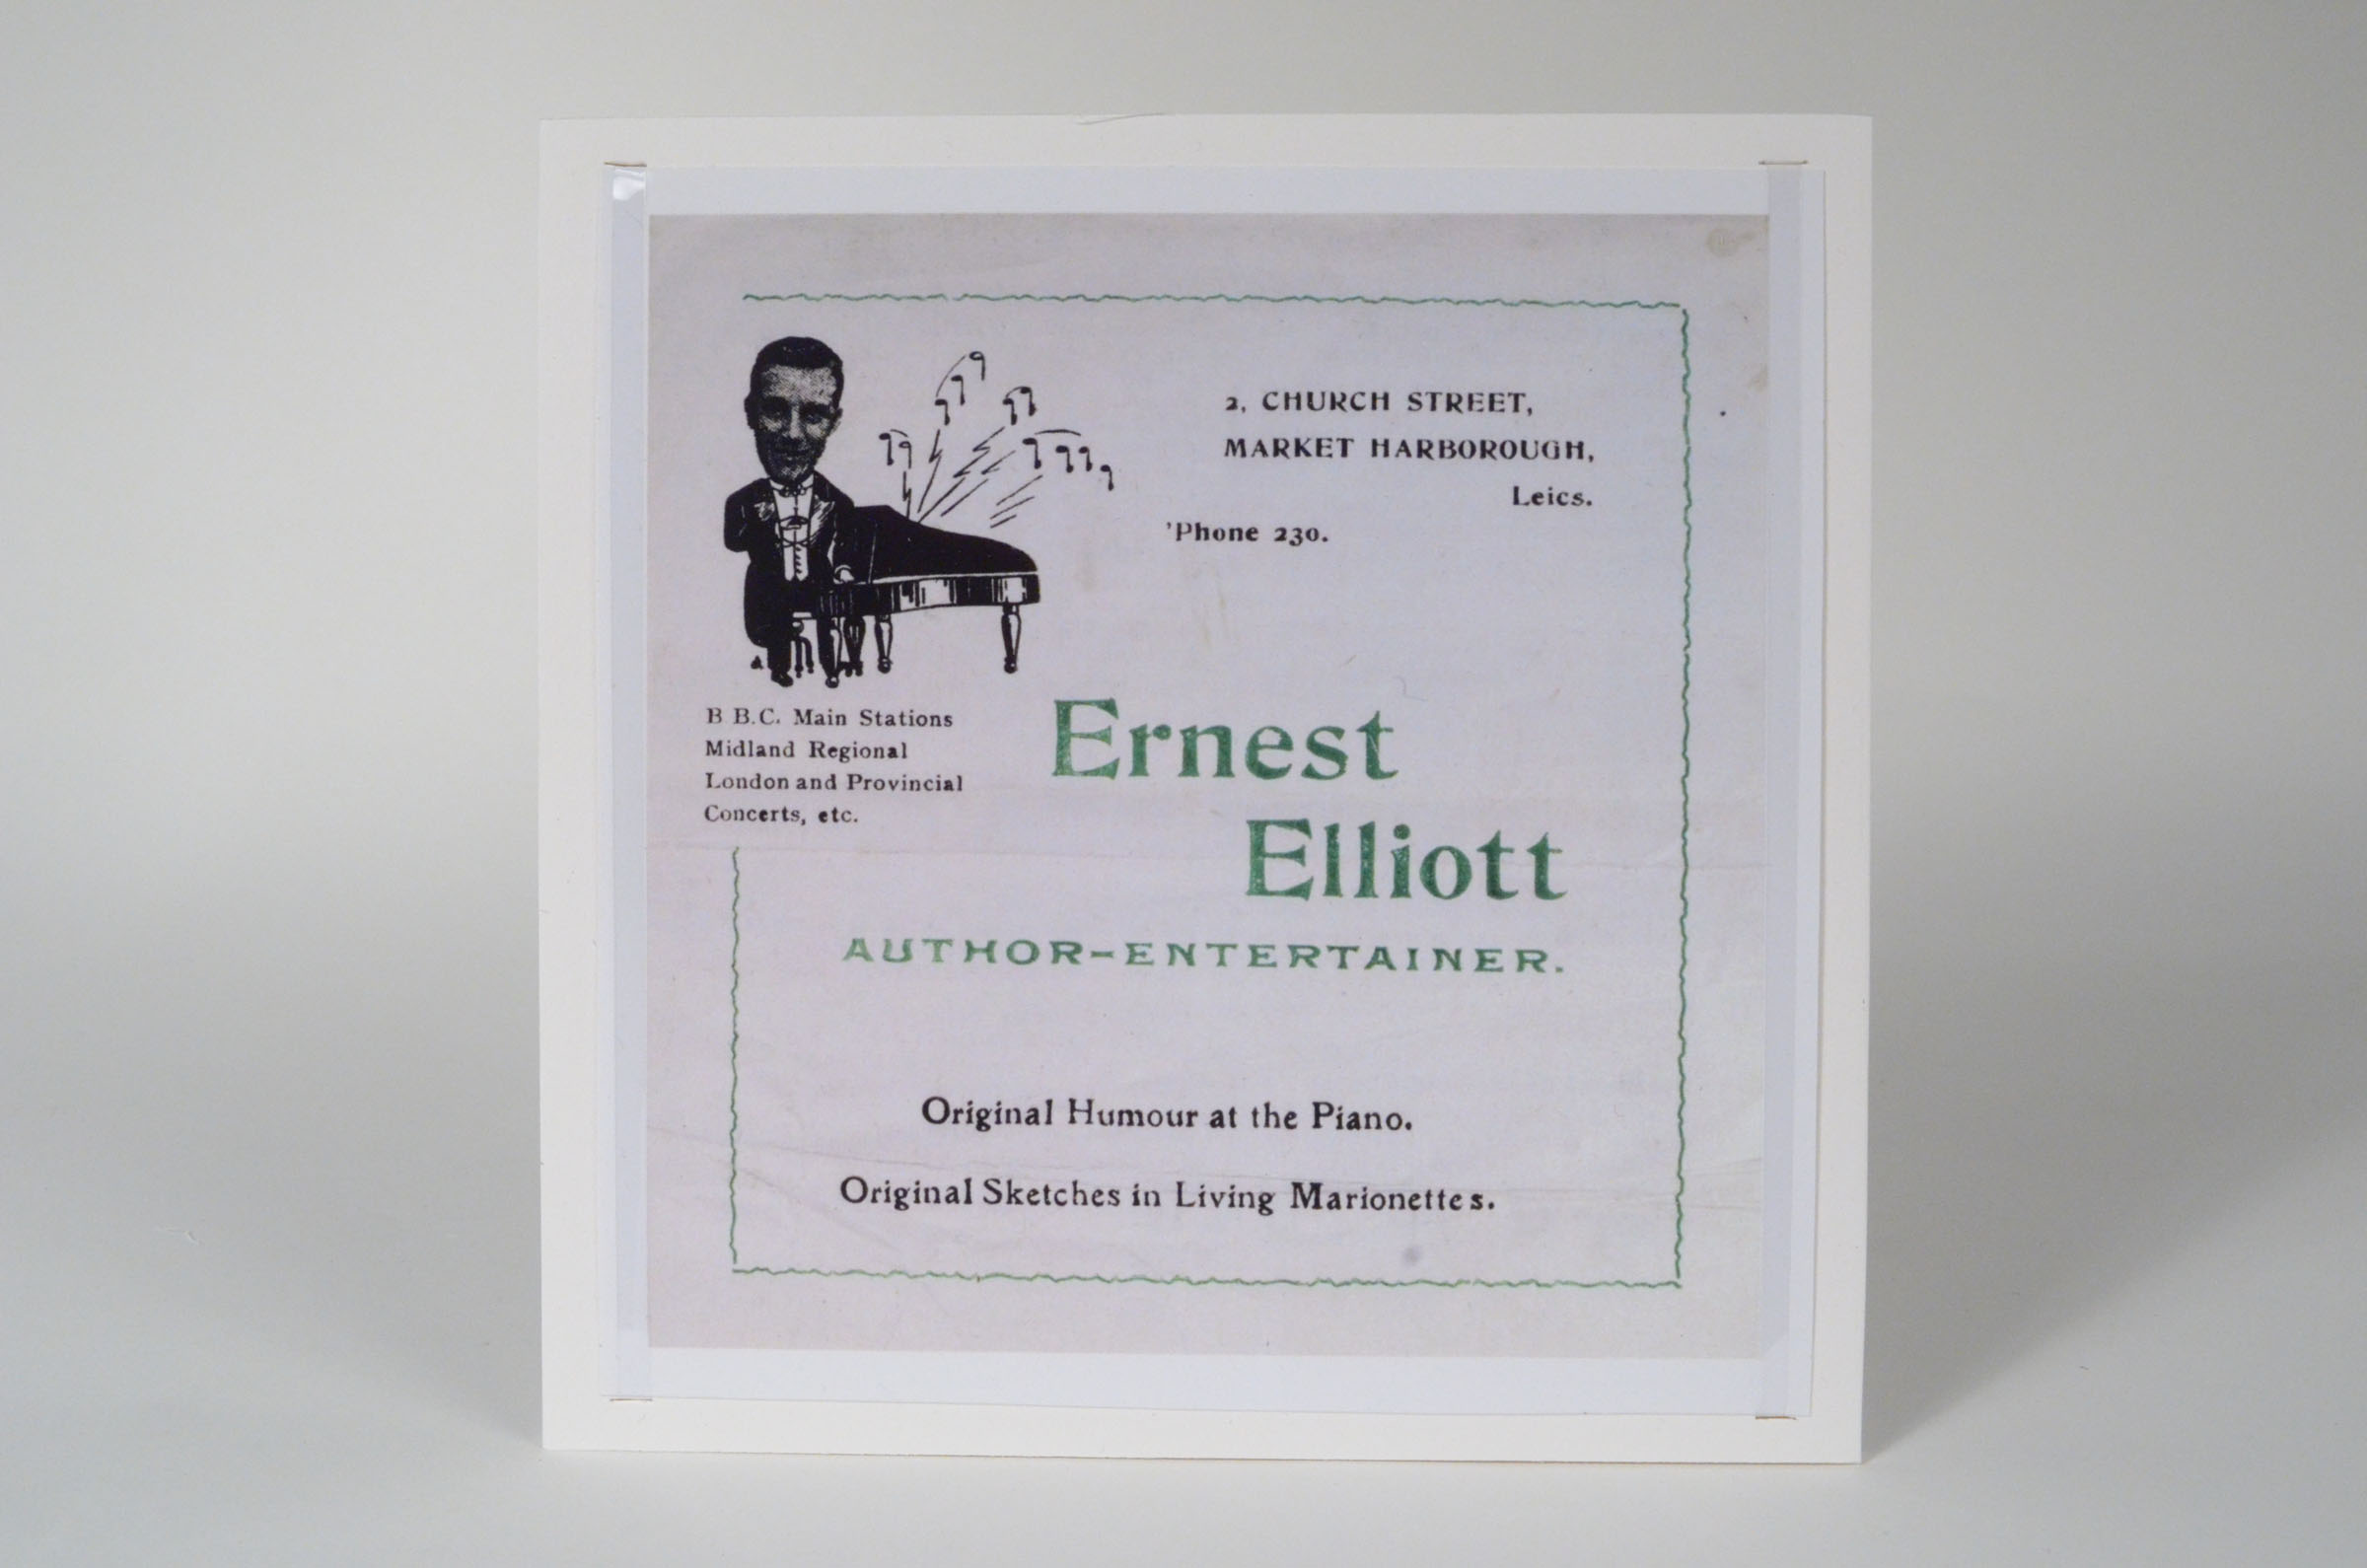 2, CHURCH STREET,
MARKET HARBOROUGH,
Leics.
'Phone 230.
B B.C. Main Stations
Midland Regional
London and Provincial
Concerts, etc.
Ernest
Elliott
AUTHOR-ENTERTAINER.
Original Humour at the Piano.
Original Sketches in Living Marionettes.